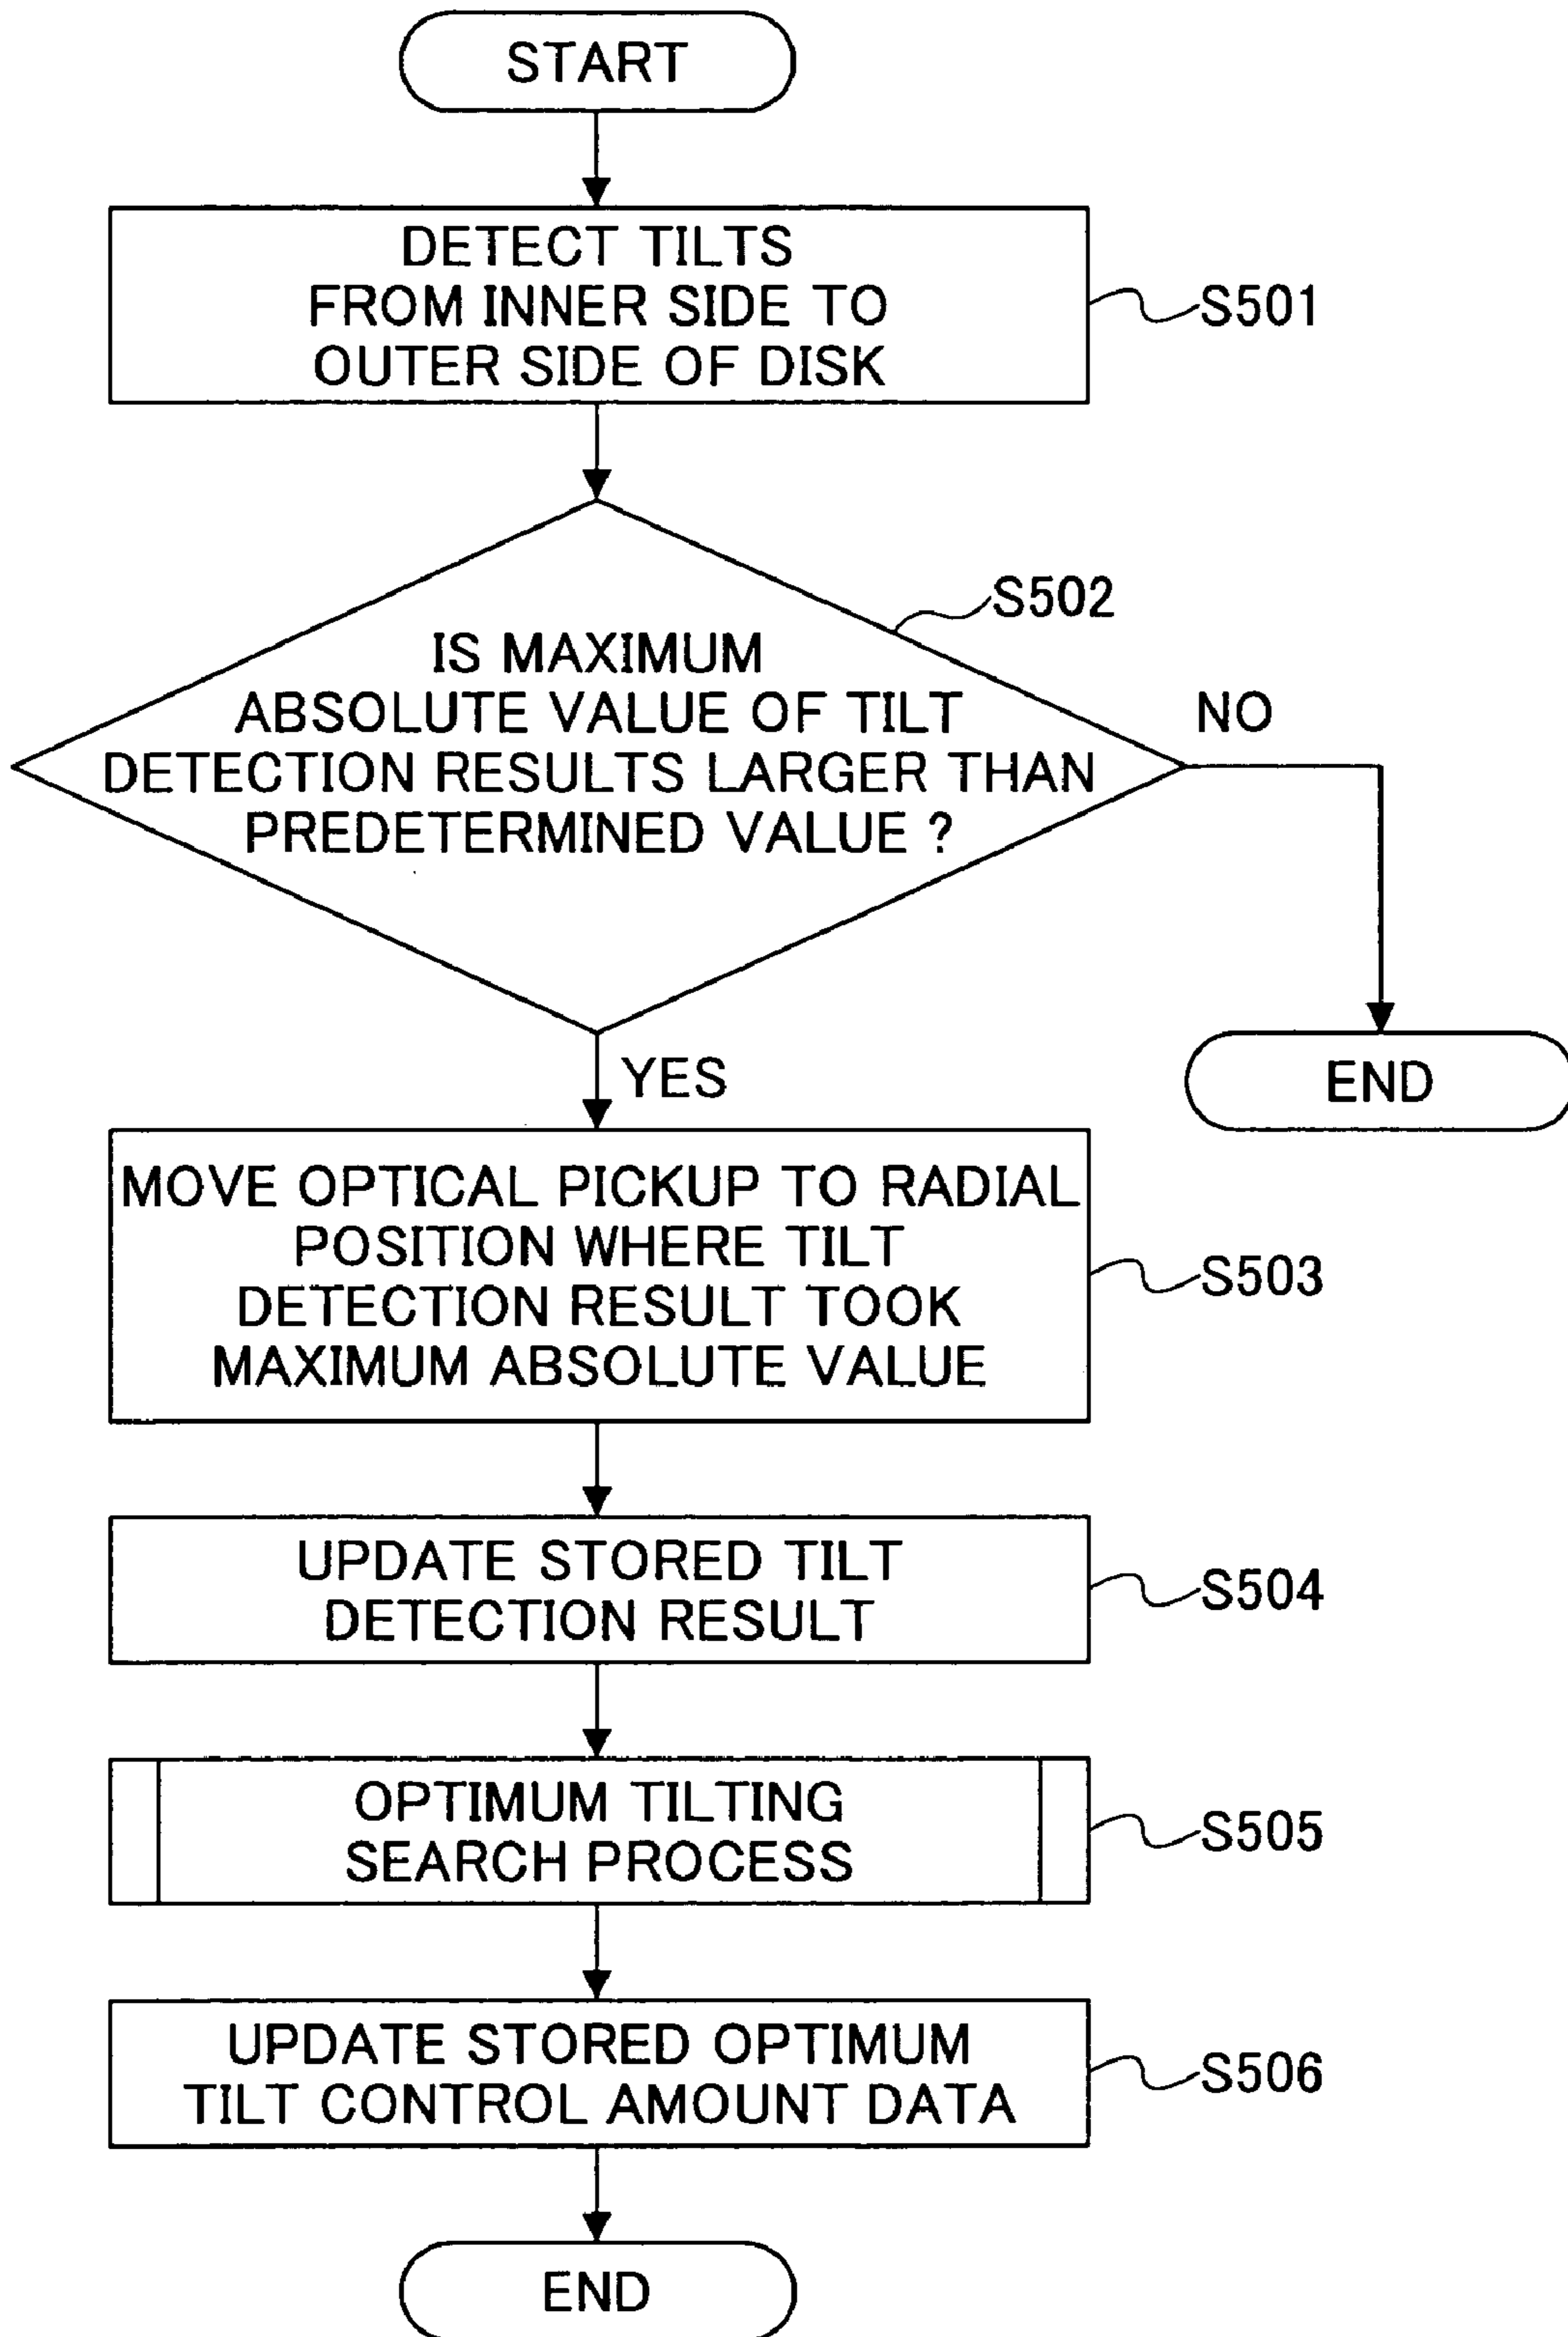 START
DETECT TILTS
FROM INNER SIDE TO
OUTER SIDE OF DISK
S501
S502
IS MAXIMUM
ABSOLUTE VALUE OF TILT
DETECTION RESULTS LARGER THAN
PREDETERMINED VALUE ?
NO
END
YES
MOVE OPTICAL PICKUP TO RADIAL
POSITION WHERE TILT
DETECTION RESULT TOOK
MAXIMUM ABSOLUTE VALUE
S503
UPDATE STORED TILT
DETECTION RESULT
S504
OPTIMUM TILTING
SEARCH PROCESS
S505
UPDATE STORED OPTIMUM
TILT CONTROL AMOUNT DATA
S506
END